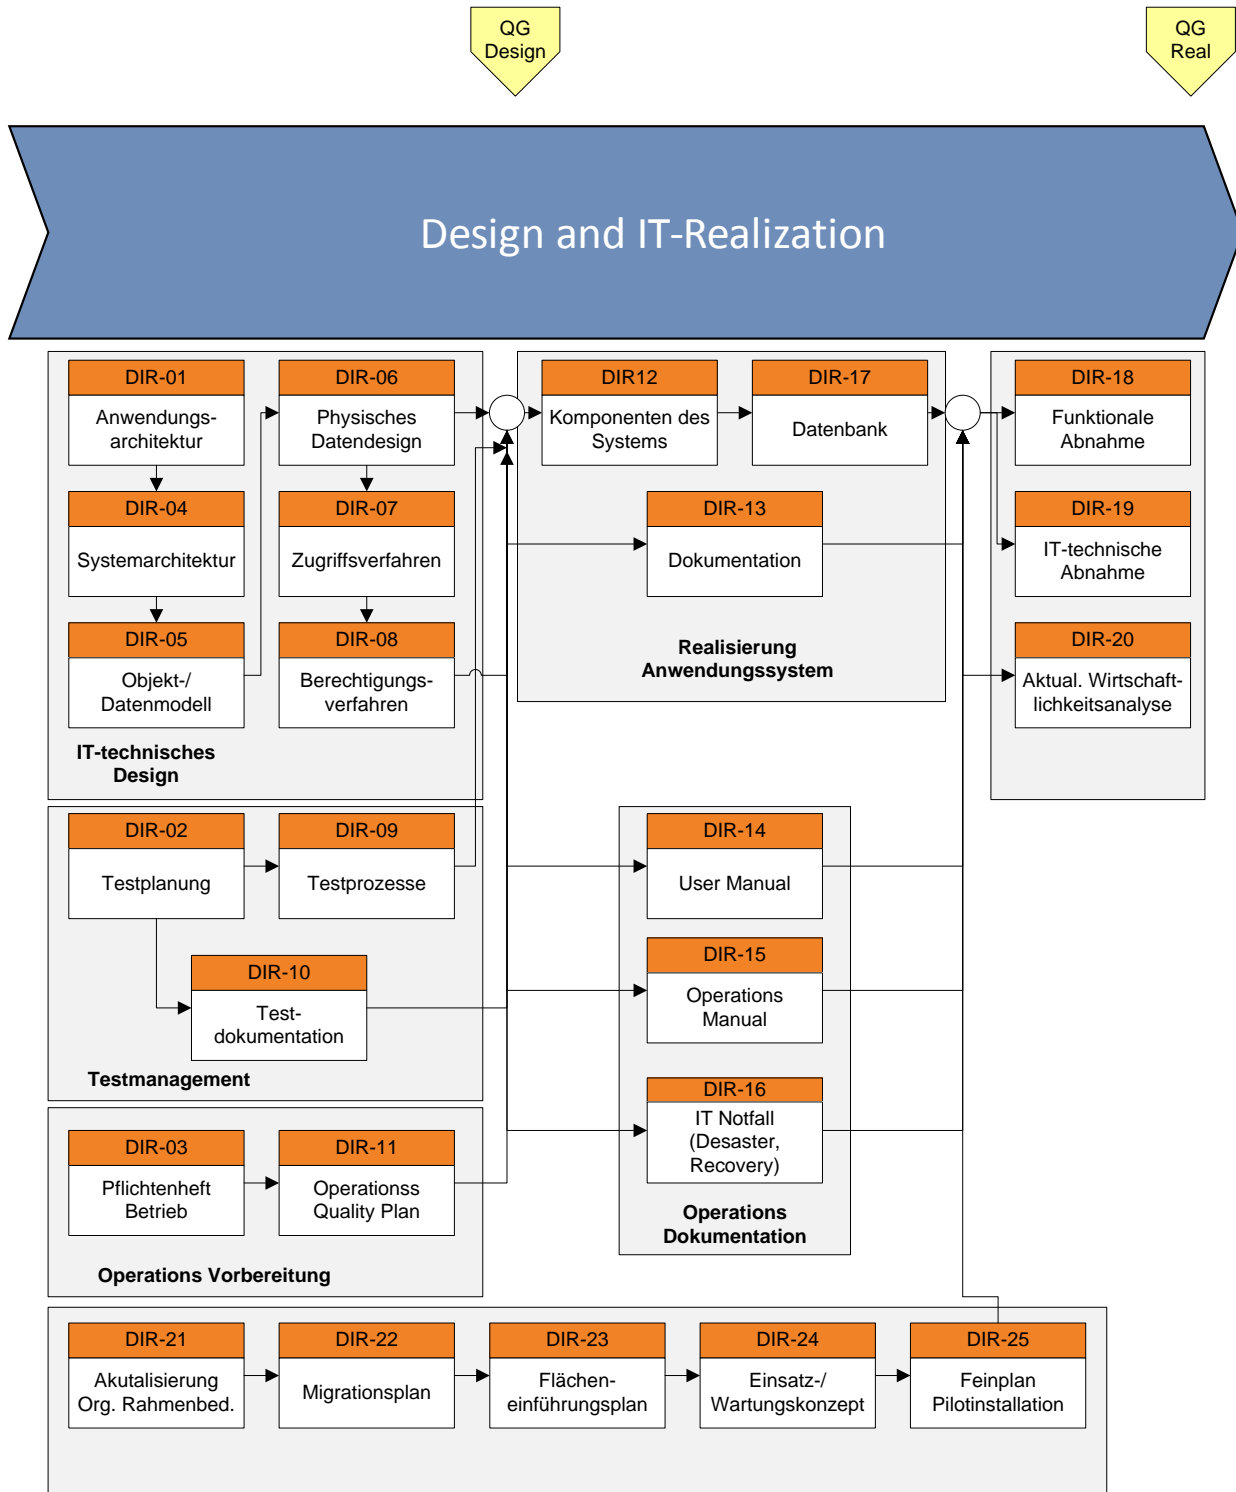 QG
Design
QG
Real
Design and IT-Realization
DIR-01
Anwendungs-
architektur
DIR-06
Physisches
Datendesign
DIR12
Komponenten des
Systems
DIR-17
Datenbank
DIR-18
Funktionale
Abnahme
DIR-04
Systemarchitektur
DIR-07
Zugriffsverfahren
DIR-13
Dokumentation
DIR-19
IT-technische
Abnahme
DIR-05
Objekt-/
Datenmodell
DIR-08
Berechtigungs-
verfahren
Realisierung
Anwendungssystem
DIR-20
Aktual. Wirtschaft-
lichkeitsanalyse
IT-technisches
Design
DIR-02
Testplanung
DIR-09
Testprozesse
DIR-14
User Manual
DIR-10
Test-
dokumentation
DIR-15
Operations
Manual
Testmanagement
DIR-16
IT Notfall
(Desaster,
Recovery)
DIR-03
Pflichtenheft
Betrieb
DIR-11
Operationss
Quality Plan
Operations
Dokumentation
Operations Vorbereitung
DIR-21
Akutalisierung
Org. Rahmenbed.
DIR-22
Migrationsplan
DIR-23
Flächen-
einführungsplan
DIR-24
Einsatz-/
Wartungskonzept
DIR-25
Feinplan
Pilotinstallation